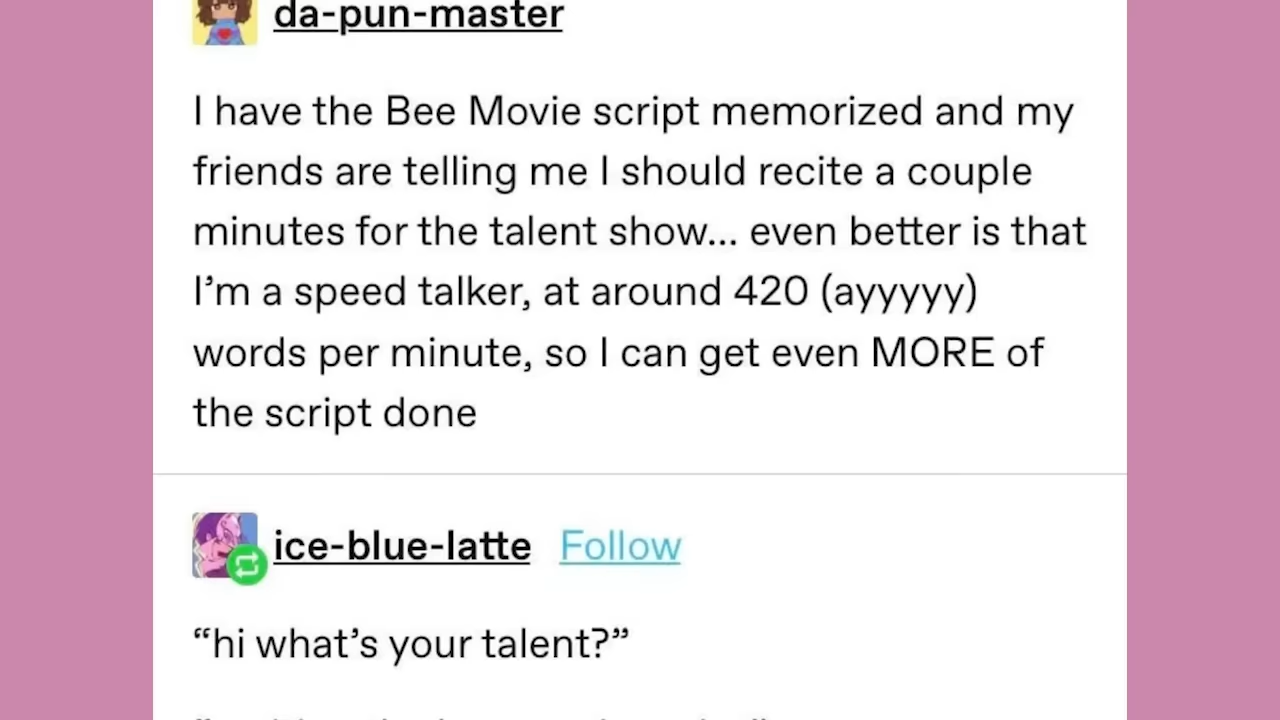 da-pun-master
I have the Bee Movie script memorized and my
friends are telling me I should recite a couple
minutes for the talent show... even better is that
I’m a speed talker, at around 420 (ayyyyy)
words per minute, so I can get even MORE of
the script done
ice-blue-latte Follow
“hi what’s your talent?”